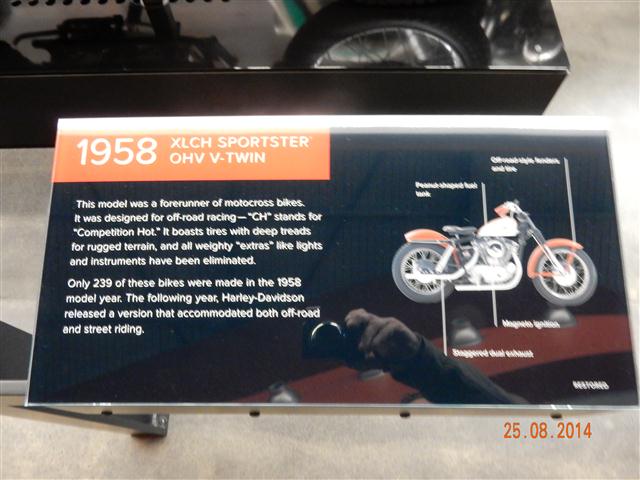 1958 XLCH SPORTSTER
OHV V-TWIN
This model was a forerunner of motocross bikes.
It was designed for off-road racing—"CH" stands for
"Competition Hot." It boasts tires with deep treads
for rugged terrain, and all weighty "extras" like lights
and instruments have been eliminated.
Only 239 of these bikes were made in the 1958
model year. The following year, Harley-Davidson
released a version that accommodated both off-road
and street riding.
Off-road-style fenders
and tire
Peanut-shaped fuel
tank
Magneto ignition
Staggered dual exhaust
RESTORED
25.08.2014